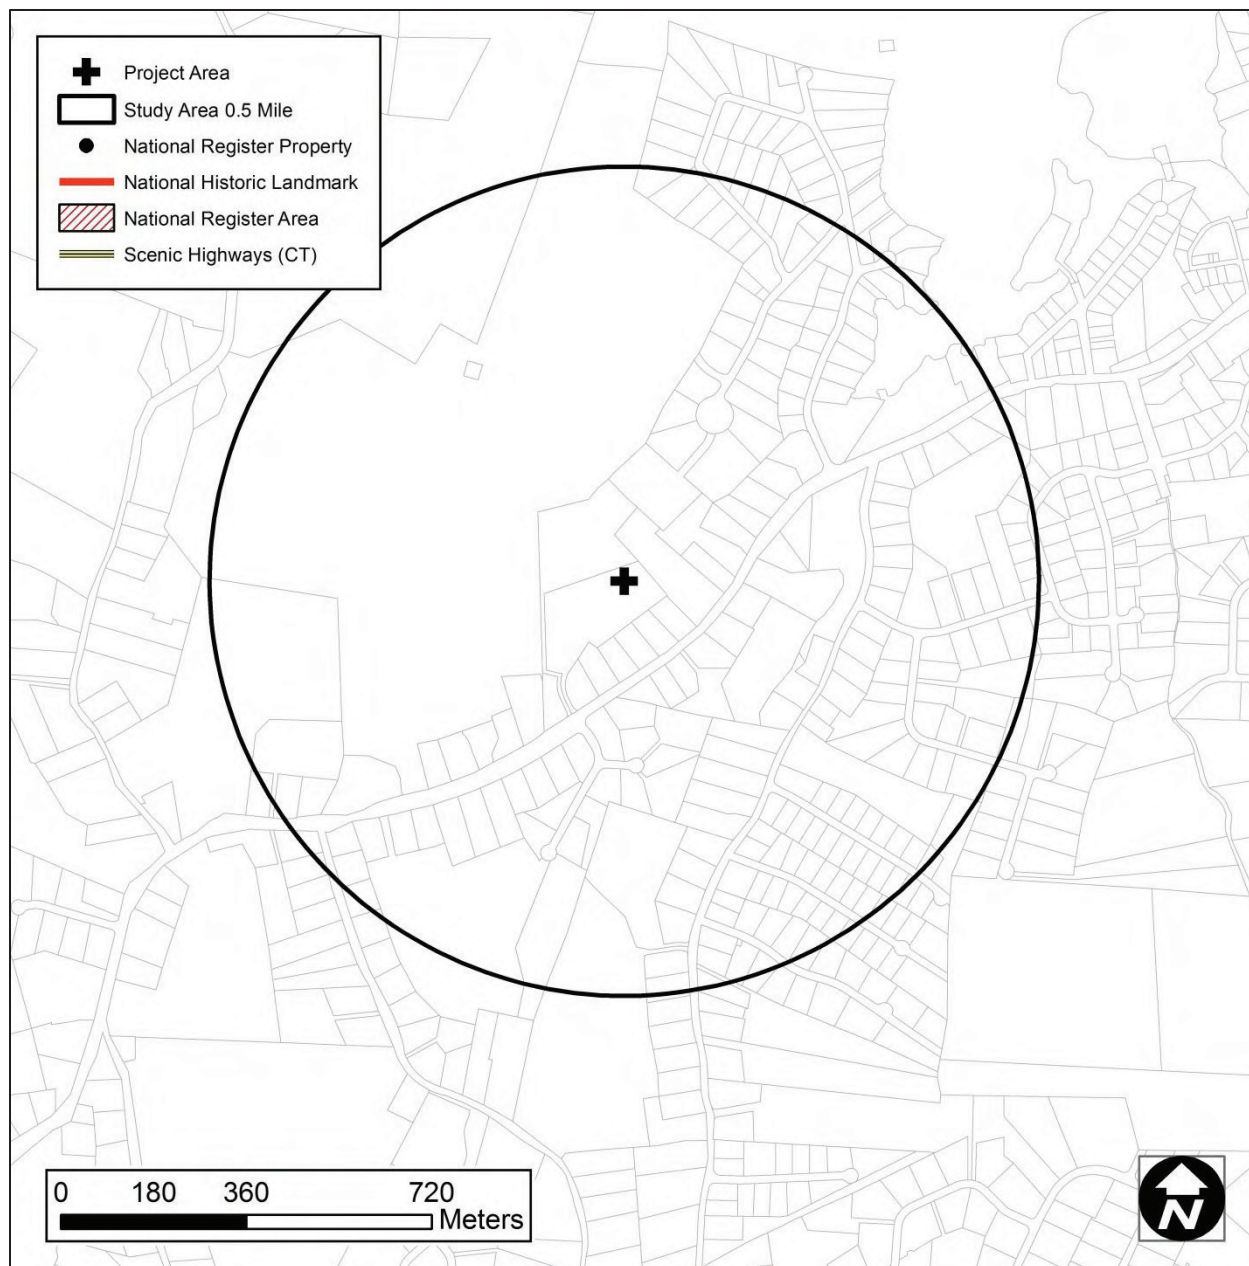 Project Area
Study Area 0.5 Mile
National Register Property
National Historic Landmark
National Register Area
Scenic Highways (CT)
0 180 360 720
Meters
N